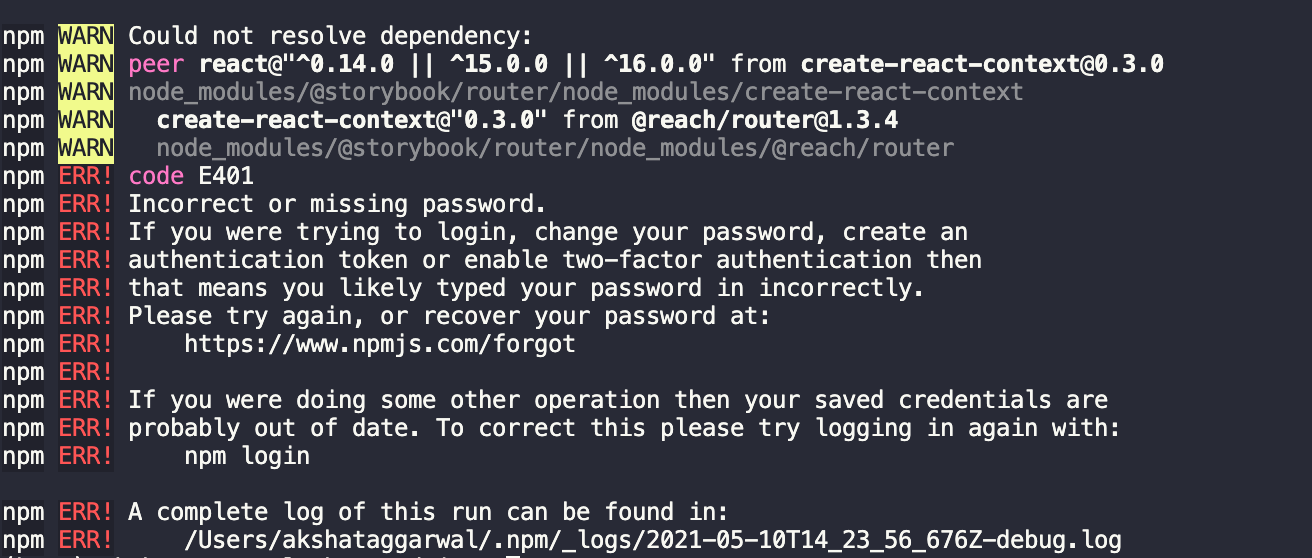 npm WARN Could not resolve dependency:
npm WARN peer react@"^0.14.0 || ^15.0.0 || ^16.0.0" from create-react-context@0.3.0
npm WARN node_modules/@storybook/router/node_modules/create-react-context
npm WARN   create-react-context@"0.3.0" from @reach/router@1.3.4
npm WARN   node_modules/@storybook/router/node_modules/@reach/router
npm ERR! code E401
npm ERR! Incorrect or missing password.
npm ERR! If you were trying to login, change your password, create an
npm ERR! authentication token or enable two-factor authentication then
npm ERR! that means you likely typed your password in incorrectly.
npm ERR! Please try again, or recover your password at:
npm ERR!     https://www.npmjs.com/forgot
npm ERR!
npm ERR! If you were doing some other operation then your saved credentials are
npm ERR! probably out of date. To correct this please try logging in again with:
npm ERR!     npm login
npm ERR! A complete log of this run can be found in:
npm ERR!     /Users/akshataggarwal/.npm/_logs/2021-05-10T14_23_56_676Z-debug.log